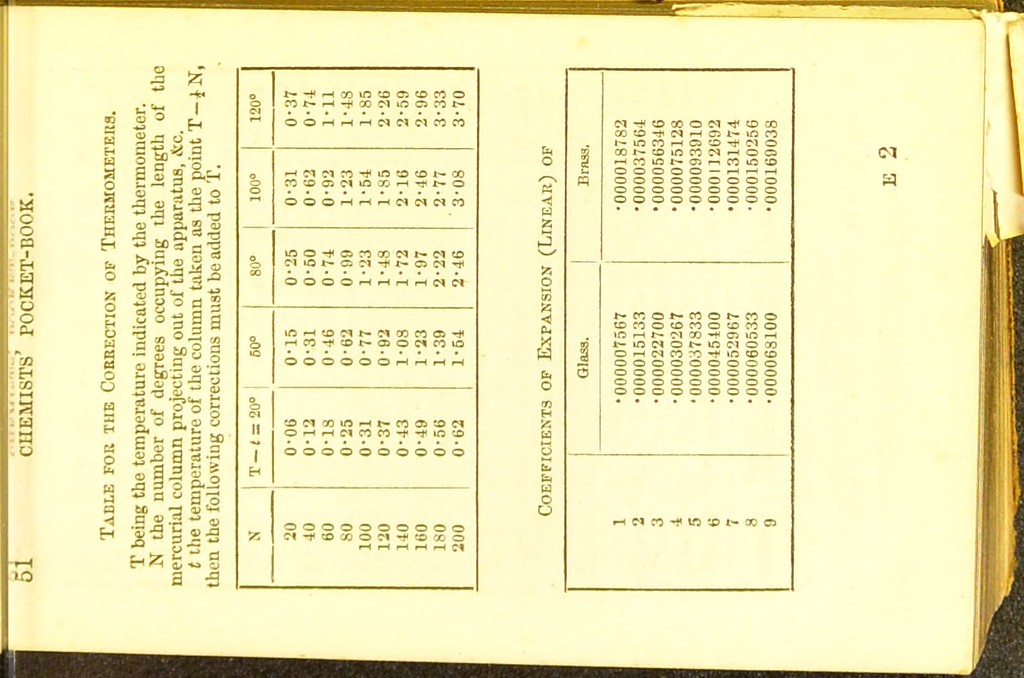 51 CHEMISTS' POCKET-BOOK.
TABLE FOR THE CORRECTION OF THERMOMETERS.
T being the temperature indicated by the thermometer.
N the number of degrees occupying the length of the
mercurial column projecting out of the apparatus, &c.
t the temperature of the column taken as the point T — ½ N,
then the following corrections must be added to T.
N T — t = 20° 50° 80° 100° 120°
20 0·06 0·15 0·25 0·31 0·37
40 0·12 0·31 0·50 0·62 0·74
60 0·18 0·46 0·74 0·92 1·11
80 0·25 0·62 0·99 1·23 1·48
100 0·31 0·77 1·23 1·54 1·85
120 0·37 0·92 1·48 1·85 2·26
140 0·43 1·08 1·72 2·16 2·59
160 0·49 1·23 1·97 2·46 2·96
180 0·56 1·39 2·22 2·77 3·33
200 0·62 1·54 2·46 3·08 3·70
COEFFICIENTS OF EXPANSION (LINEAR) OF
Glass. Brass.
1 ·000007567 ·000018782
2 ·000015133 ·000037564
3 ·000022700 ·000056346
4 ·000030267 ·000075128
5 ·000037833 ·000093910
6 ·000045400 ·000112692
7 ·000052967 ·000131474
8 ·000060533 ·000150256
9 ·000068100 ·000169038
E 2